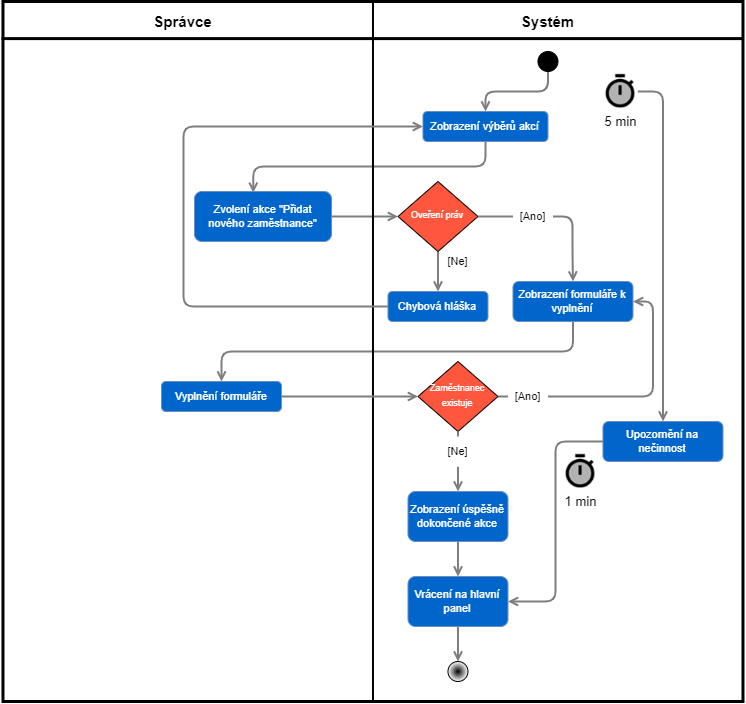 Správce
Systém
5 min
Zobrazení výběrů akcí
Zvolení akce "Přidat
nového zaměstnance"
Oveření práv
[Ano]
[Ne]
Chybová hláška
Zobrazení formuláře k
vyplnění
Vyplnění formuláře
Zaměstnanec
existuje
[Ano]
Upozornění na
nečinnost
[Ne]
1 min
Zobrazení úspěšně
dokončené akce
Vrácení na hlavní
panel